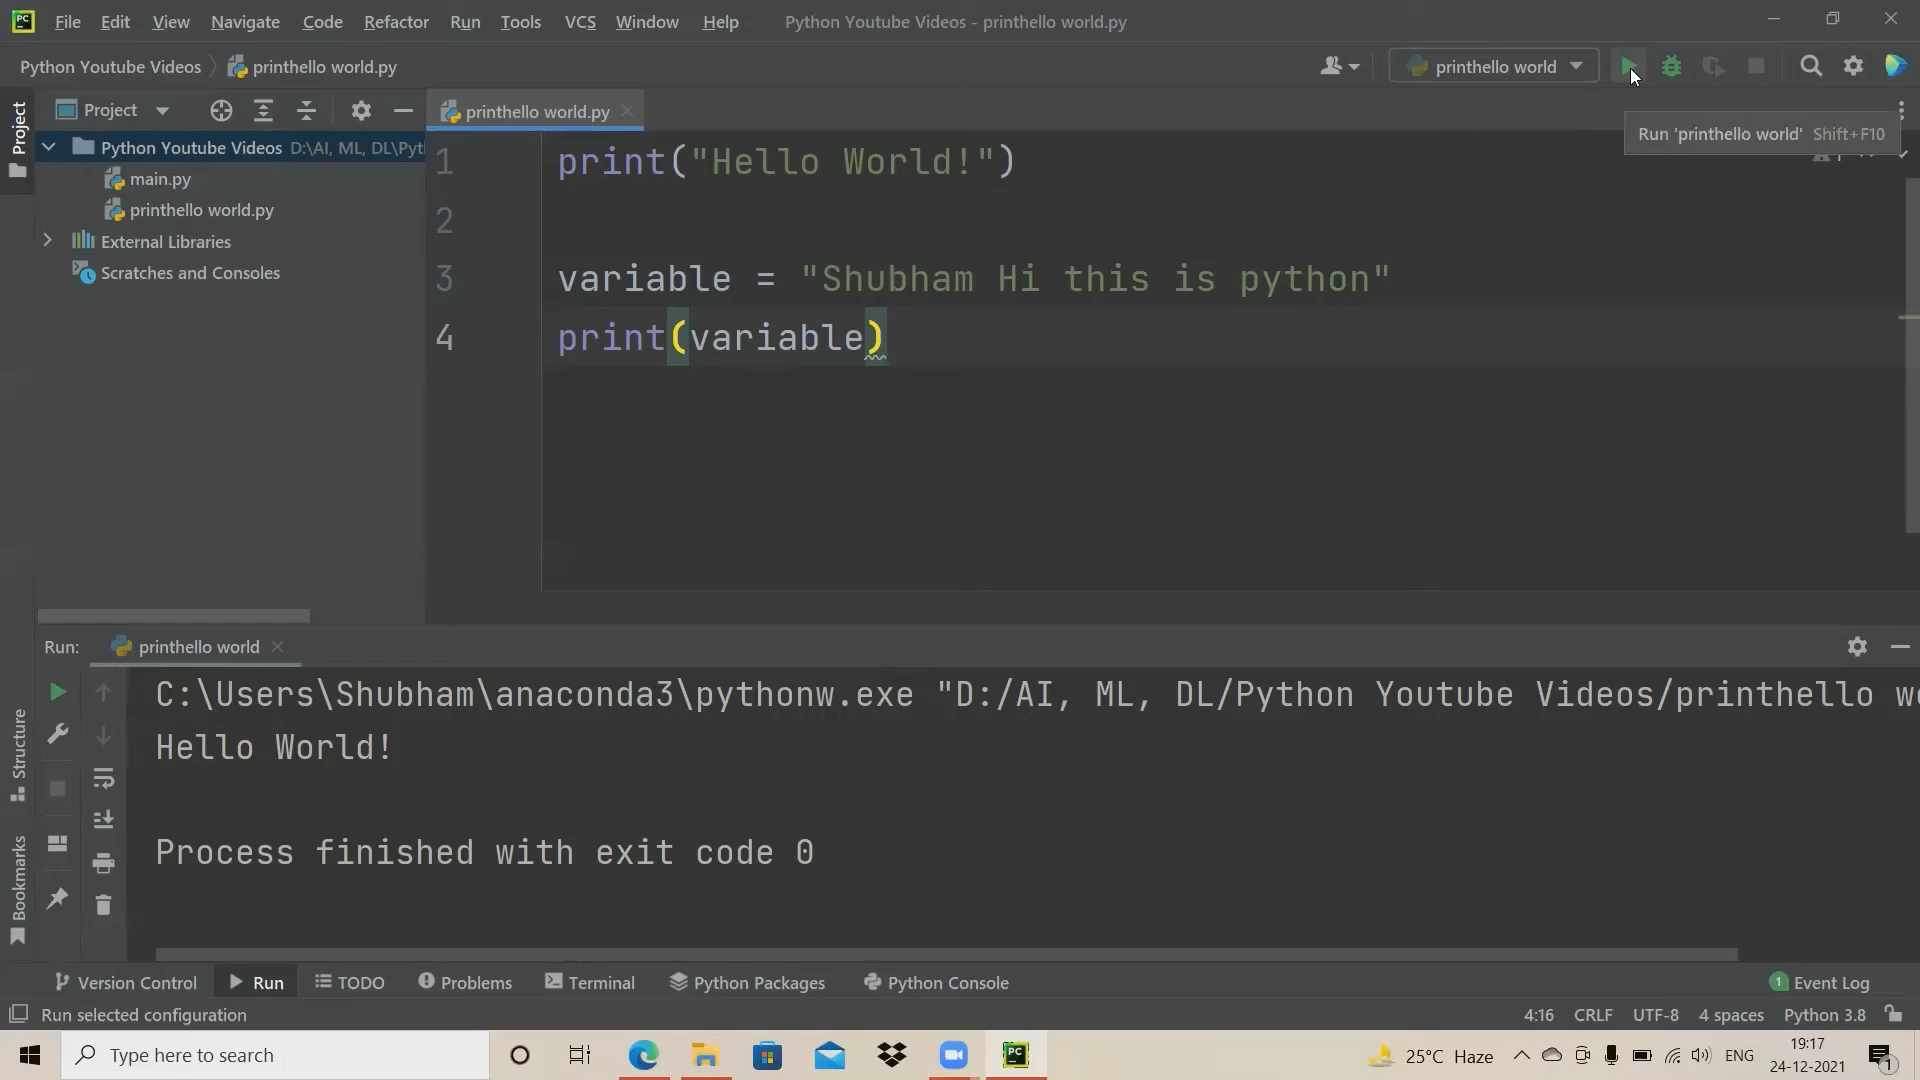 PC File Edit View Navigate Code Refactor Run Tools VCS Window Help Python Youtube Videos - printhello world.py
Python Youtube Videos printhello world.py printhello world
Run 'printhello world' Shift+F10
Project
Project
printhello world.py
Python Youtube Videos D:\AI, ML, DL\Pyt
main.py
printhello world.py
External Libraries
Scratches and Consoles
1 print("Hello World!")
2
3 variable = "Shubham Hi this is python"
4 print(variable)
Run: printhello world
C:\Users\Shubham\anaconda3\pythonw.exe "D:/AI, ML, DL/Python Youtube Videos/printhello wo
Hello World!
Process finished with exit code 0
Structure
Bookmarks
Version Control Run TODO Problems Terminal Python Packages Python Console 1 Event Log
Run selected configuration 4:16 CRLF UTF-8 4 spaces Python 3.8
Type here to search PC 25°C Haze ENG 19:17
24-12-2021 1